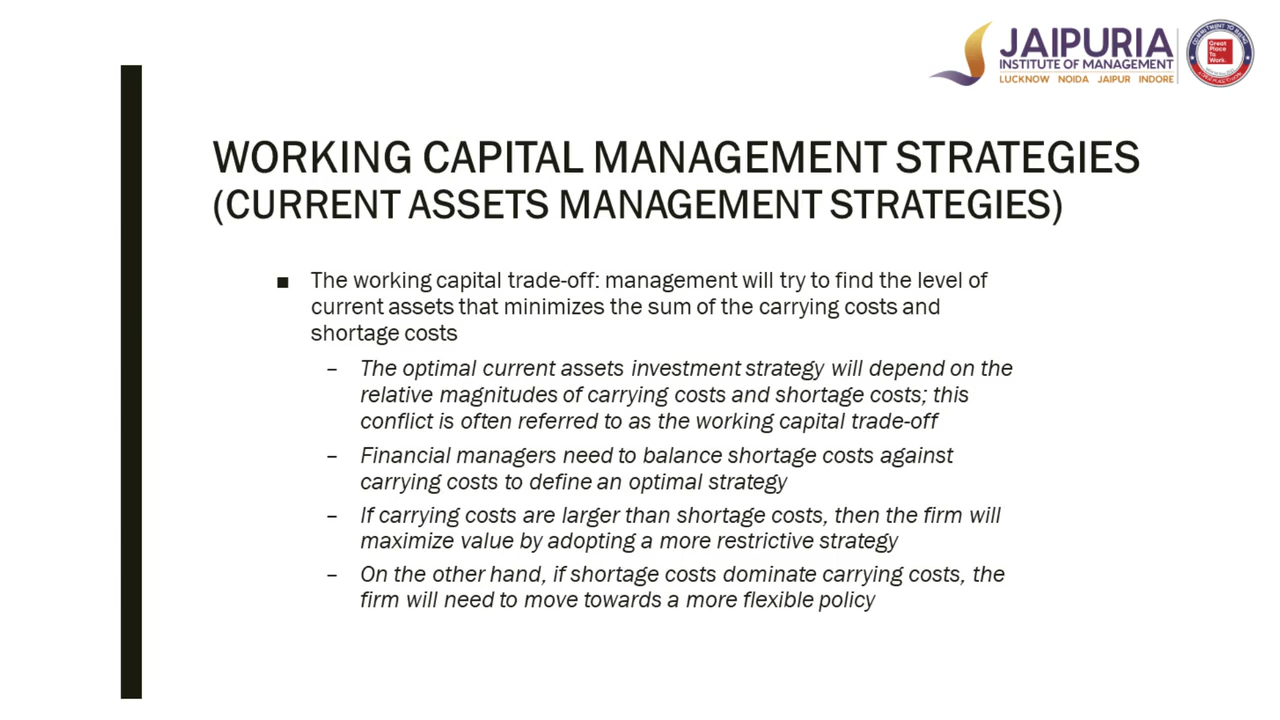 JAIPURIA
INSTITUTE OF MANAGEMENT
LUCKNOW NOIDA JAIPUR INDORE
Great
Place
To
Work.
WORKING CAPITAL MANAGEMENT STRATEGIES
(CURRENT ASSETS MANAGEMENT STRATEGIES)
■ The working capital trade-off: management will try to find the level of
current assets that minimizes the sum of the carrying costs and
shortage costs
– The optimal current assets investment strategy will depend on the
relative magnitudes of carrying costs and shortage costs; this
conflict is often referred to as the working capital trade-off
– Financial managers need to balance shortage costs against
carrying costs to define an optimal strategy
– If carrying costs are larger than shortage costs, then the firm will
maximize value by adopting a more restrictive strategy
– On the other hand, if shortage costs dominate carrying costs, the
firm will need to move towards a more flexible policy